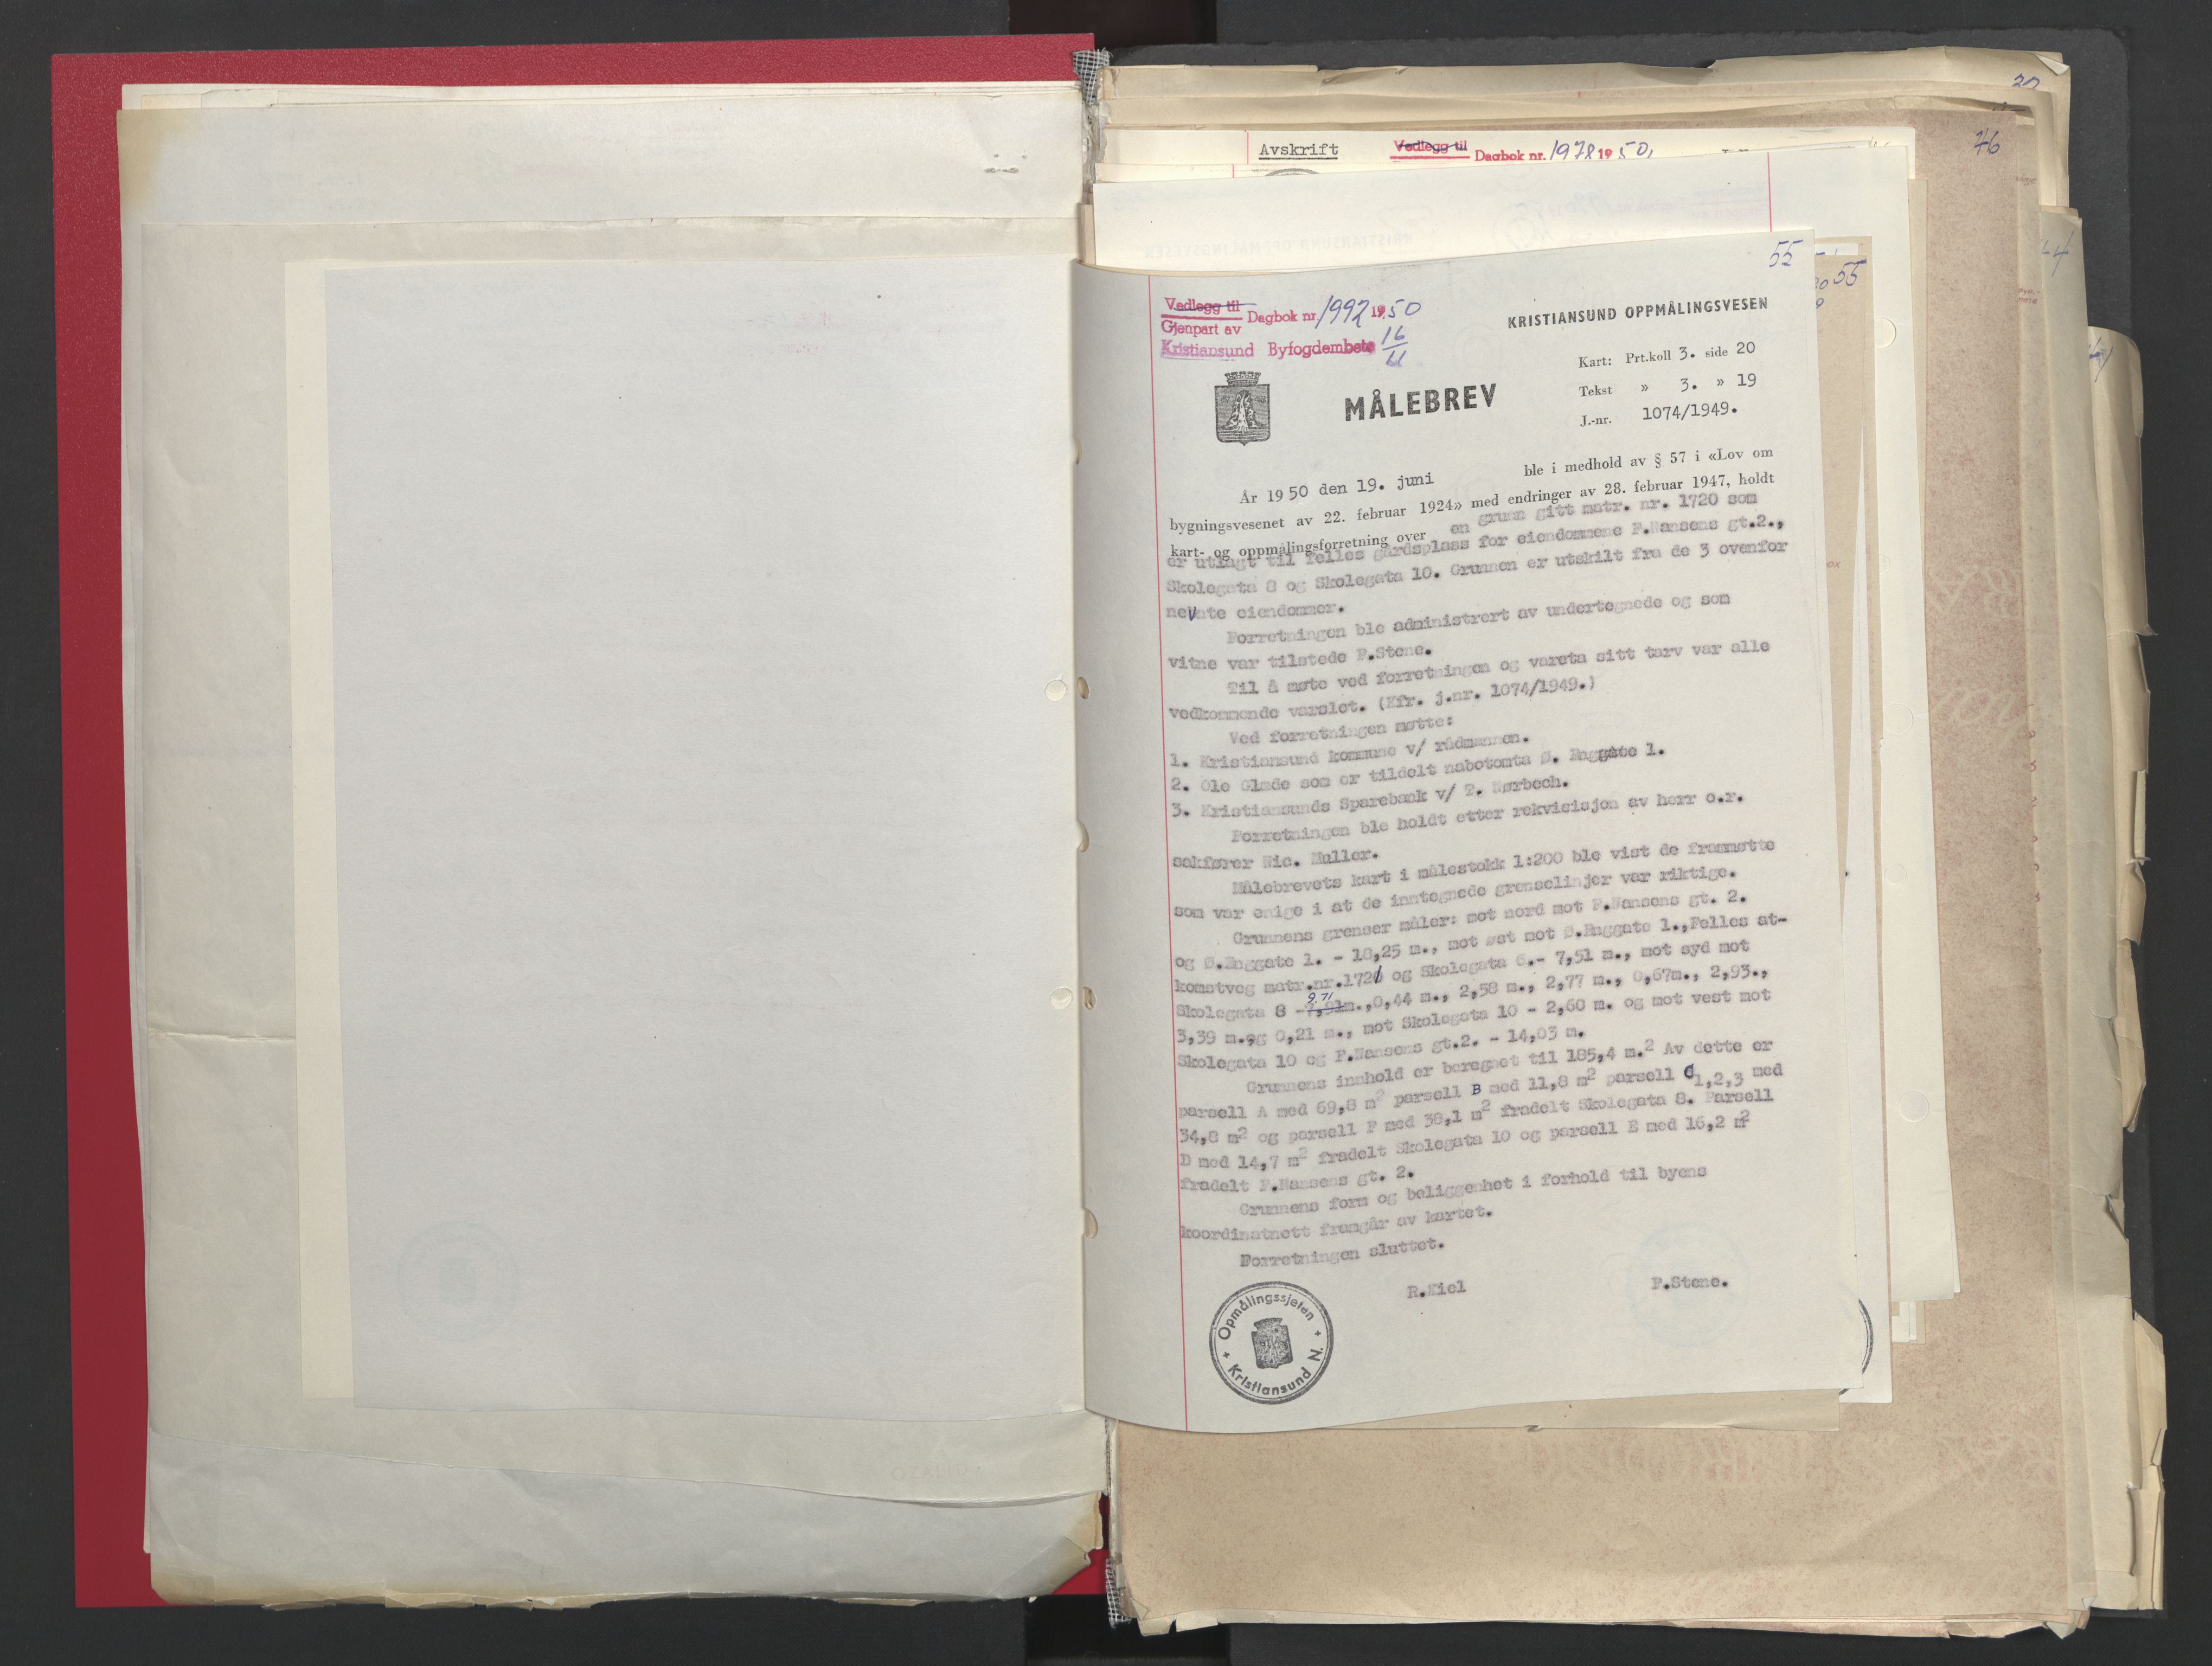 30
46
Avskrift
Vedlegg til
Dagbok nr. 1978 1950,
44
55
55
Vedlegg til
Gjenpart av
Dagbok nr. 1992 1950
Kristiansund Byfogdembete 16/11
KRISTIANSUND OPPMÅLINGSVESEN
Kart: Prt.koll 3. side 20
Tekst » 3. » 19
J.-nr. 1074/1949.
MÅLEBREV
År 1950 den 19. juni ble i medhold av § 57 i «Lov om
bygningsvesenet av 22. februar 1924» med endringer av 28. februar 1947, holdt
kart- og oppmålingsforretning over en grunn gitt matr. nr. 1720 som
er utlagt til felles gårdsplass for eiendommene F.Hansens gt.2.,
Skolegata 8 og Skolegata 10. Grunnen er utskilt fra de 3 ovenfor
nevnte eiendommer.
Forretningen ble administrert av undertegnede og som
vitne var tilstede F.Stene.
Til å møte ved forretningen og vareta sitt tarv var alle
vedkommende varslet. (Kfr. j.nr. 1074/1949.)
Ved forretningen møtte:
1. Kristiansund kommune v/ rådmannen.
2. Ole Glæde som er tildelt nabotomta Ø. Enggate 1.
3. Kristiansunds Sparebank v/ T. Nørbech.
Forretningen ble holdt etter rekvisisjon av herr o.r.
sakfører Nic. Muller.
Målebrevets kart i målestokk 1:200 ble vist de frammøtte
som var enige i at de inntegnede grenselinjer var riktige.
Grunnens grenser måler: mot nord mot F.Hansens gt. 2.
og Ø.Enggate 1. - 18,25 m., mot øst mot Ø.Enggate 1.,Felles at-
komstveg matr.nr.1721 og Skolegata 6.- 7,51 m., mot syd mot
9,71
Skolegata 8 -7,91m.,0,44 m., 2,58 m., 2,77 m., 0,67m., 2,93.,
3,39 m.og 0,21 m., mot Skolegata 10 - 2,60 m. og mot vest mot
Skolegata 10 og F.Hansens gt.2. - 14,03 m.
Grunnens innhold er beregnet til 185,4 m.2 Av dette er
parsell A med 69,8 m2 parsell B med 11,8 m2 parsell C1,2,3 med
34,8 m2 og parsell F med 38,1 m2 fradelt Skolegata 8. Parsell
D med 14,7 m2 fradelt Skolegata 10 og parsell E med 16,2 m2
fradelt F.Hansens gt. 2.
Grunnens form og beliggenhet i forhold til byens
koordinatnett framgår av kartet.
Forretningen sluttet.
R.Kiel F.Stene.
Opmålingssjefen
Kristiansund N.